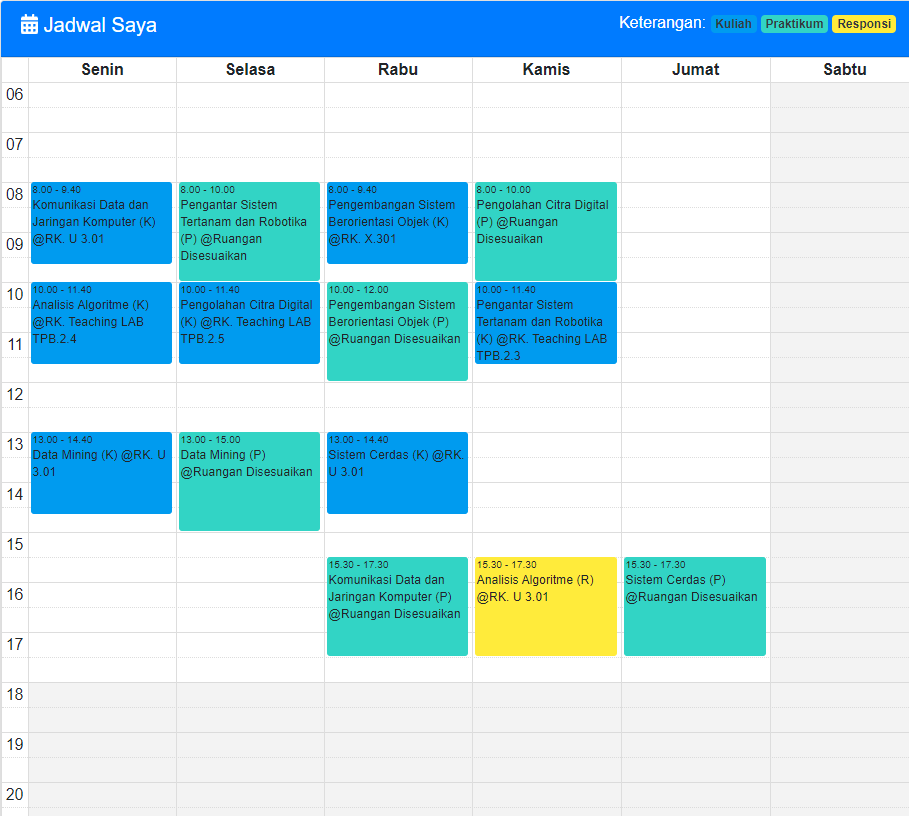 Jadwal Saya
Keterangan: Kuliah Praktikum Responsi
Senin Selasa Rabu Kamis Jumat Sabtu
06
07
08
09
10
11
12
13
14
15
16
17
18
19
20
8.00 - 9.40
Komunikasi Data dan
Jaringan Komputer (K)
@RK. U 3.01
10.00 - 11.40
Analisis Algoritme (K)
@RK. Teaching LAB
TPB.2.4
13.00 - 14.40
Data Mining (K) @RK. U
3.01
8.00 - 10.00
Pengantar Sistem
Tertanam dan Robotika
(P) @Ruangan
Disesuaikan
10.00 - 11.40
Pengolahan Citra Digital
(K) @RK. Teaching LAB
TPB.2.5
13.00 - 15.00
Data Mining (P)
@Ruangan Disesuaikan
8.00 - 9.40
Pengembangan Sistem
Berorientasi Objek (K)
@RK. X.301
10.00 - 12.00
Pengembangan Sistem
Berorientasi Objek (P)
@Ruangan Disesuaikan
13.00 - 14.40
Sistem Cerdas (K) @RK.
U 3.01
15.30 - 17.30
Komunikasi Data dan
Jaringan Komputer (P)
@Ruangan Disesuaikan
8.00 - 10.00
Pengolahan Citra Digital
(P) @Ruangan
Disesuaikan
10.00 - 11.40
Pengantar Sistem
Tertanam dan Robotika
(K) @RK. Teaching LAB
TPB.2.3
15.30 - 17.30
Analisis Algoritme (R)
@RK. U 3.01
15.30 - 17.30
Sistem Cerdas (P)
@Ruangan Disesuaikan